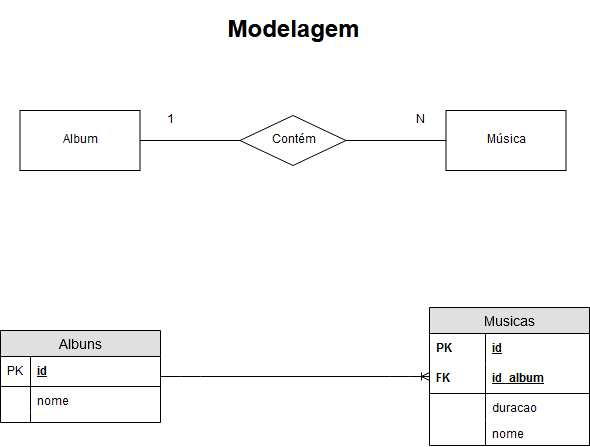 Modelagem
Album
1
Contém
N
Música
Albuns
PK id
nome
Musicas
PK id
FK id_album
duracao
nome